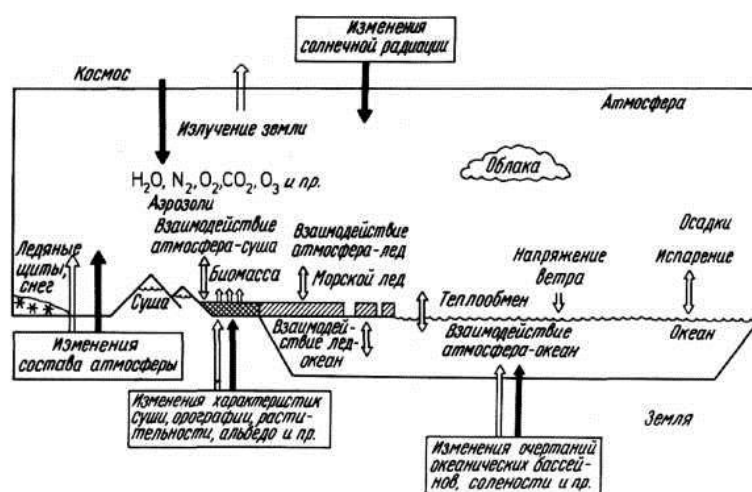 Изменения
солнечной радиации
Космос
Атмосфера
Излучение земли
Облака
H₂O, N₂, O₂, CO₂, O₃ и пр.
Аэрозоли
Взаимодействие
атмосфера-суша
Взаимодействие
атмосфера-лед
Осадки
Ледяные
щиты,
снег
Биомасса
Морской лед
Напряжение
ветра
Испарение
Суша
Теплообмен
Взаимодей-
ствие лед-
океан
Взаимодействие
атмосфера-океан
Океан
Изменения
состава атмосферы
Изменения характеристик
суши, орографии, расти-
тельности, альбедо и пр.
Земля
Изменения очертаний
океанических бассей-
нов, солености и пр.